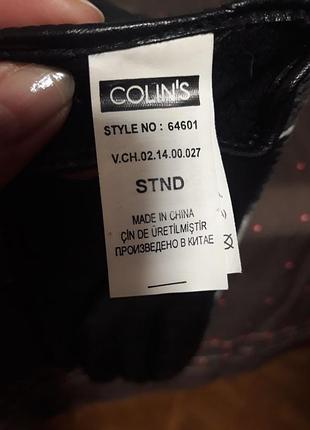 COLIN'S
STYLE NO : 64601
V.CH.02.14.00.027
STND
MADE IN CHINA
ÇİN DE ÜRETİLMİŞTİR
ПРОИЗВЕДЕНО В КИТАЕ